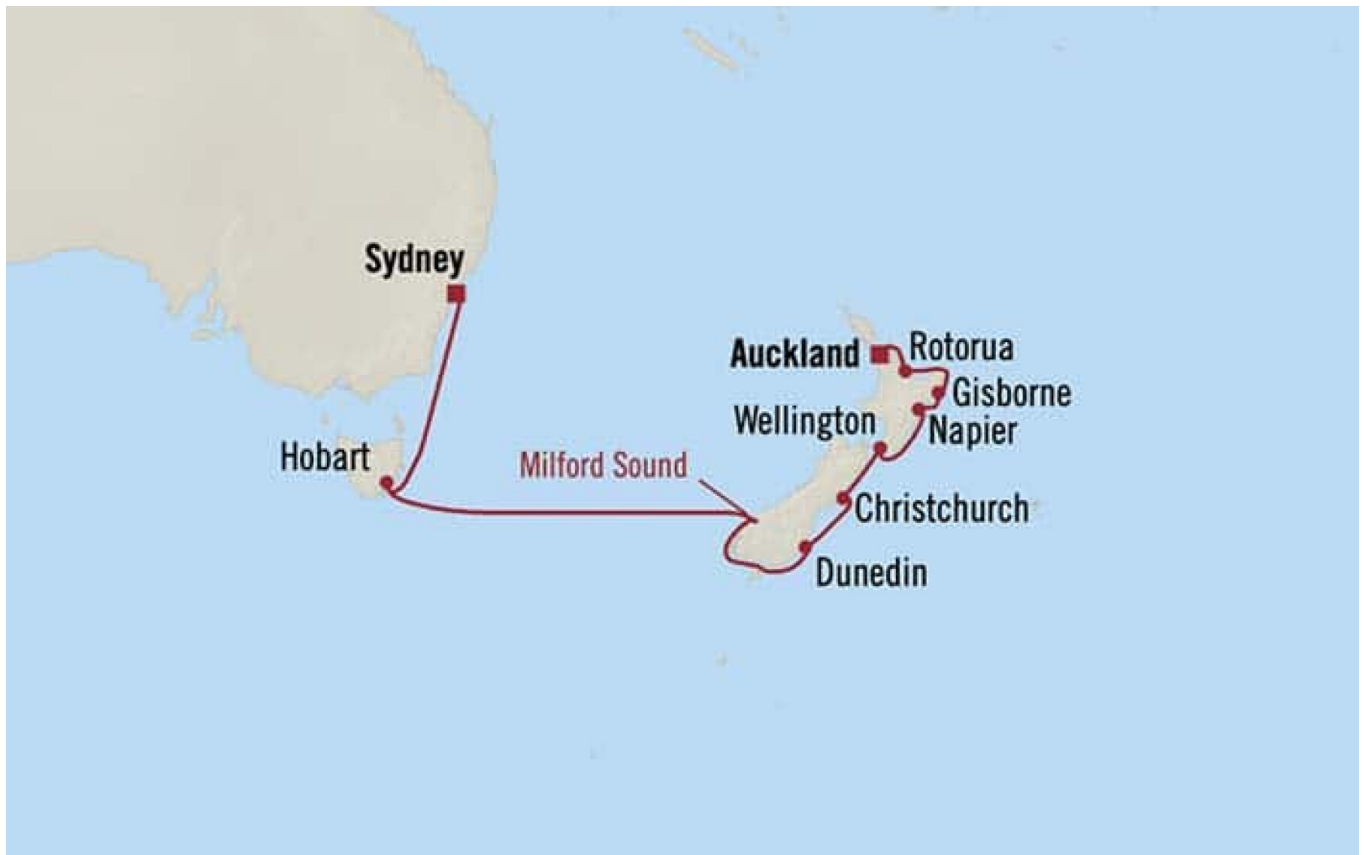 Sydney
Auckland
Rotorua
Gisborne
Wellington
Napier
Hobart
Milford Sound
Christchurch
Dunedin